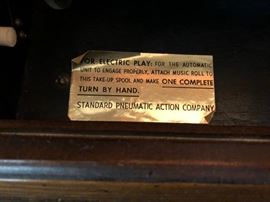 FOR ELECTRIC PLAY: FOR THE AUTOMATIC
UNIT TO ENGAGE PROPERLY, ATTACH MUSIC ROLL TO
THIS TAKE-UP SPOOL AND MAKE ONE COMPLETE
TURN BY HAND.
STANDARD PNEUMATIC ACTION COMPANY